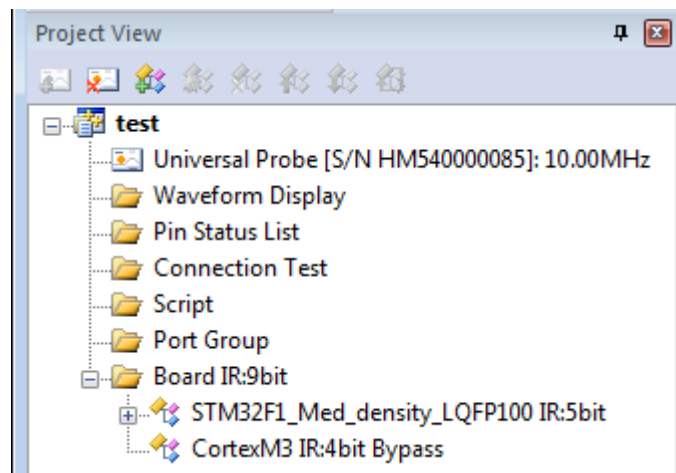 Project View
test
Universal Probe [S/N HM540000085]: 10.00MHz
Waveform Display
Pin Status List
Connection Test
Script
Port Group
Board IR:9bit
STM32F1_Med_density_LQFP100 IR:5bit
CortexM3 IR:4bit Bypass